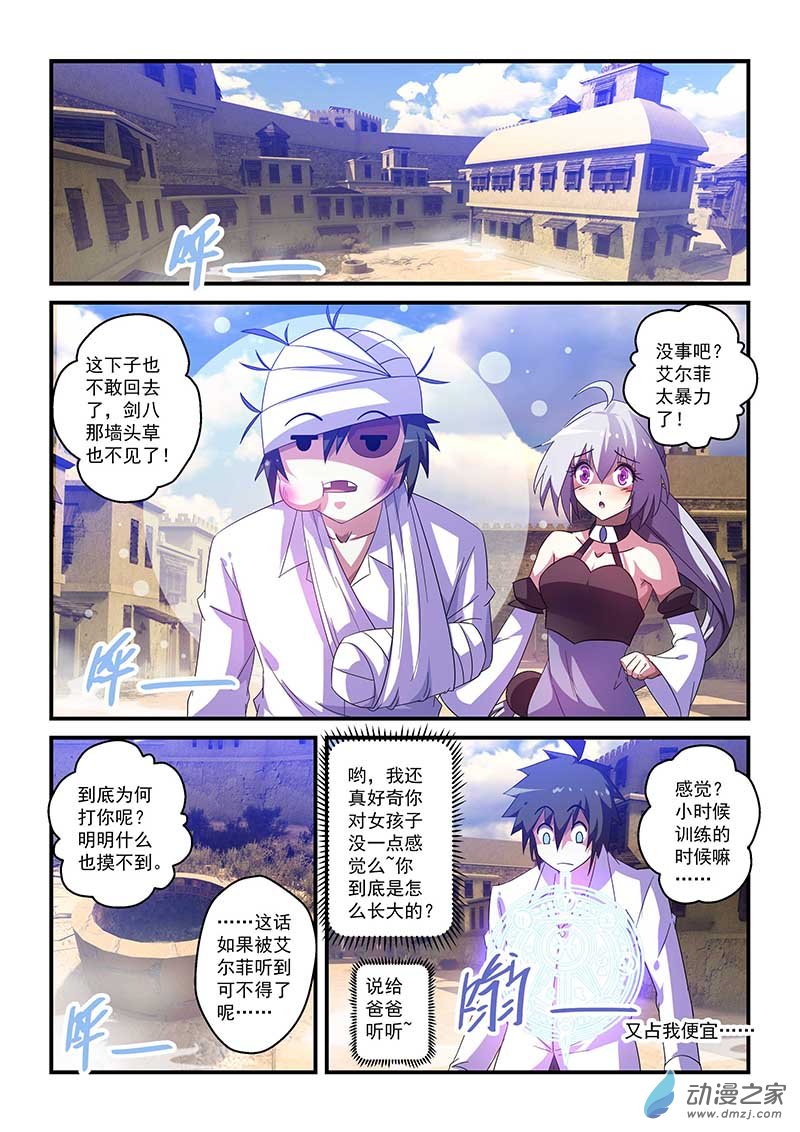 呼——
这下子也
不敢回去
了，剑八
那墙头草
也不见了！
没事吧？
艾尔菲
太暴力
了！
呼——
到底为何
打你呢？
明明什么
也摸不到。
……这话
如果被艾
尔菲听到
可不得了
呢……
呼——
哟，我还
真好奇你
对女孩子
没一点感
觉么~你
到底是怎
么长大的？
说给
爸爸
听听~
感觉？
小时候
训练的
时候嘛
……
嗡——
又占我便宜……
动漫之家
www.dmzj.com